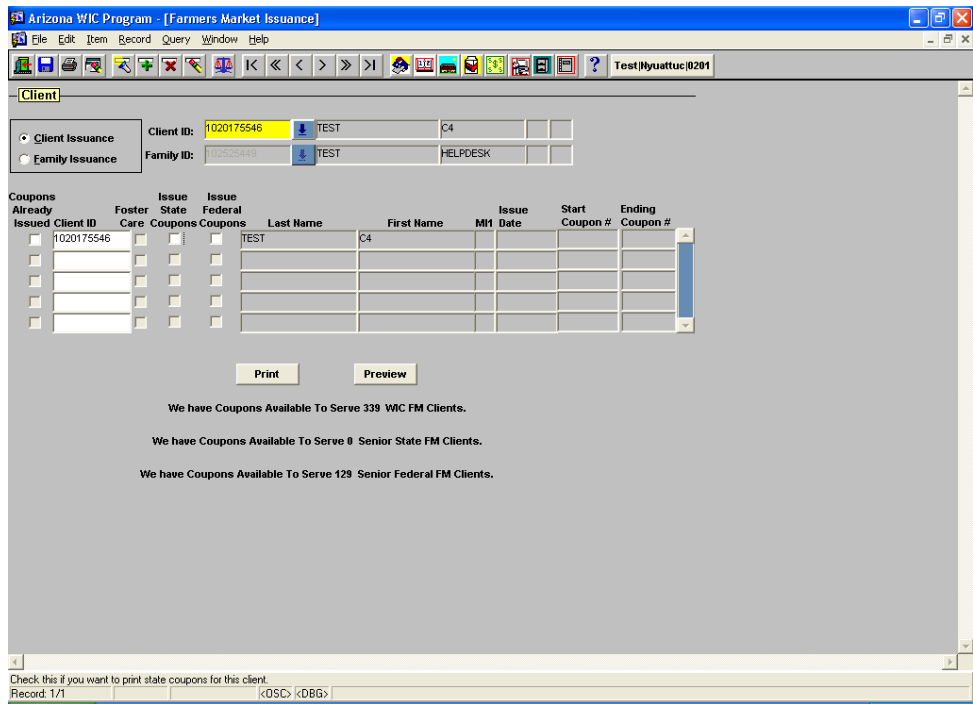 Arizona WIC Program - [Farmers Market Issuance]
File Edit Item Record Query Window Help
? Test|Nyuattuc|0201
Client
Client Issuance
Family Issuance
Client ID: 1020175546 TEST C4
Family ID: 102525449 TEST HELPDESK
Coupons Already Issued Client ID Foster Care Issue State Coupons Issue Federal Coupons Last Name First Name MI1 Issue Date Start Coupon # Ending Coupon #
1020175546 TEST C4
Print Preview
We have Coupons Available To Serve 339 WIC FM Clients.
We have Coupons Available To Serve 0 Senior State FM Clients.
We have Coupons Available To Serve 129 Senior Federal FM Clients.
Check this if you want to print state coupons for this client.
Record: 1/1 <OSC> <DBG>